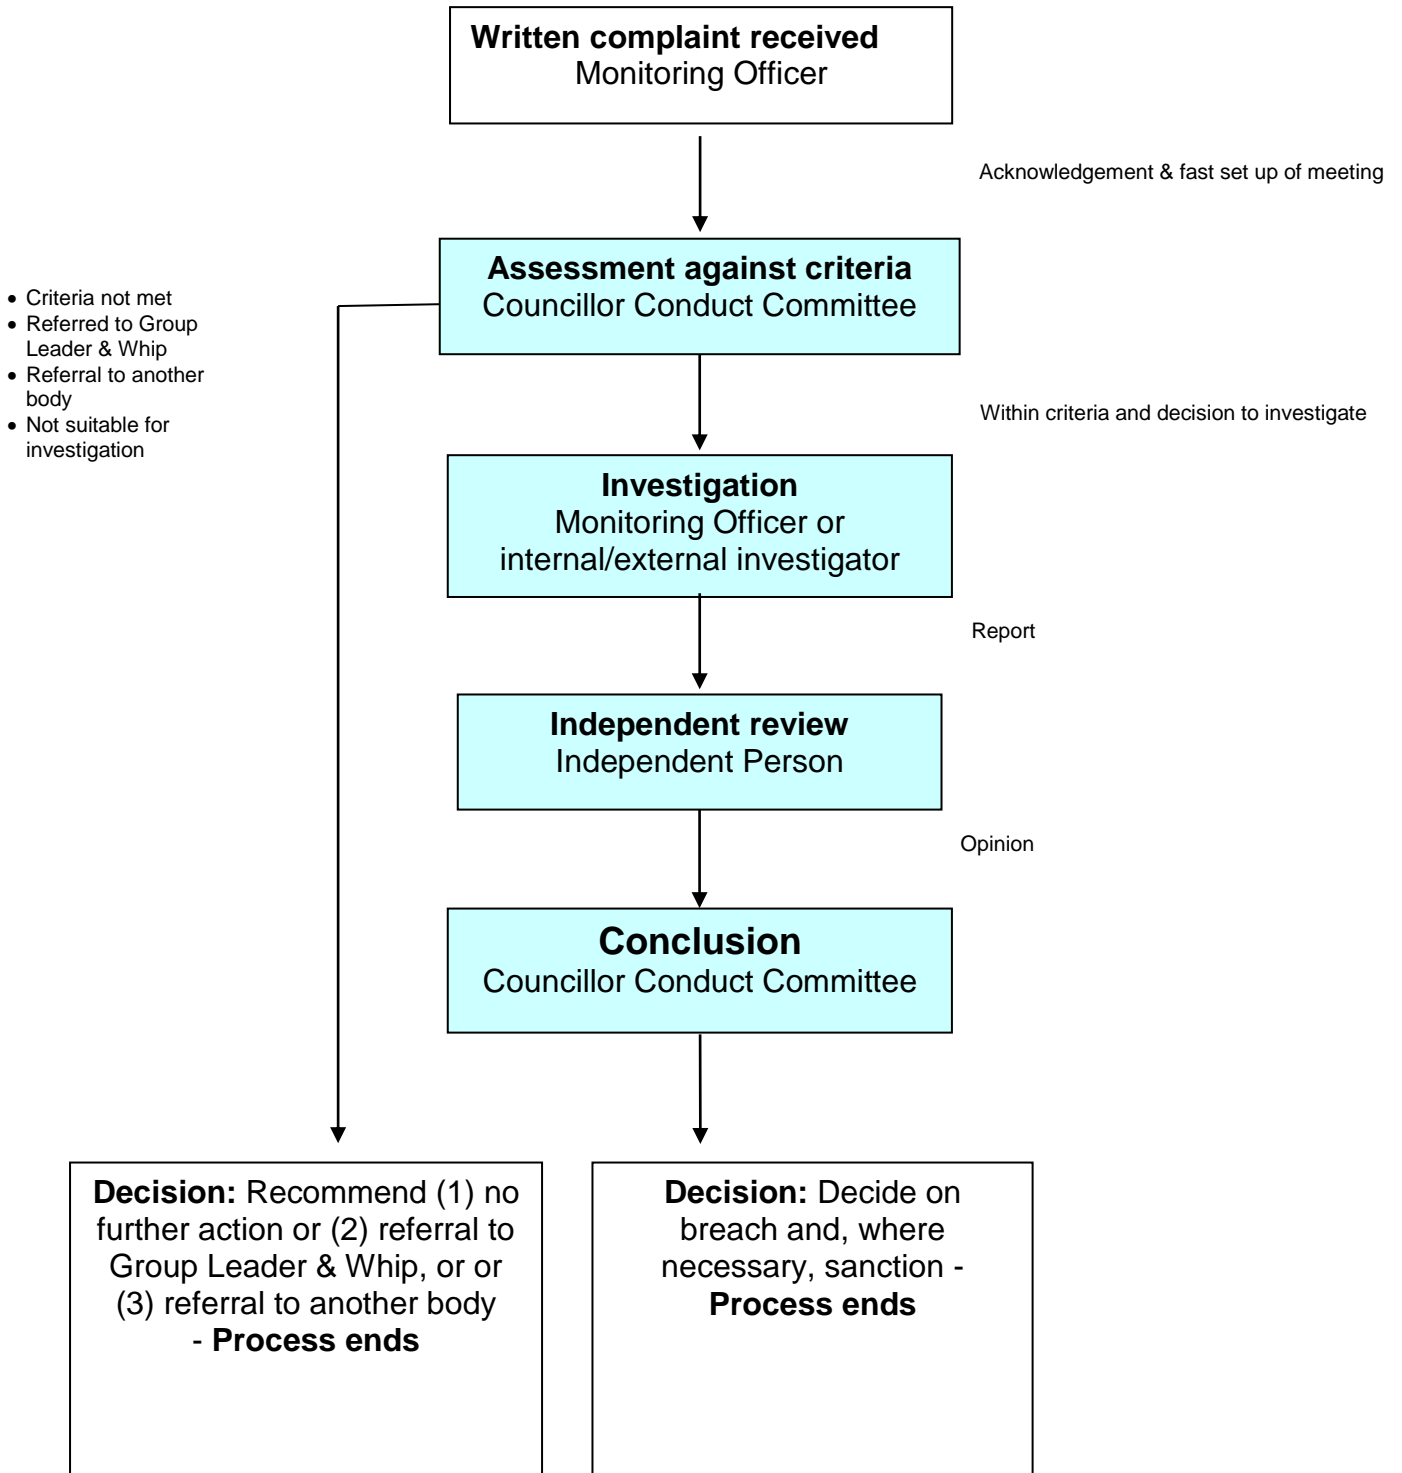 Written complaint received
Monitoring Officer
Acknowledgement & fast set up of meeting
Assessment against criteria
Councillor Conduct Committee
• Criteria not met
• Referred to Group
Leader & Whip
• Referral to another
body
• Not suitable for
investigation
Within criteria and decision to investigate
Investigation
Monitoring Officer or
internal/external investigator
Report
Independent review
Independent Person
Opinion
Conclusion
Councillor Conduct Committee
Decision: Recommend (1) no
further action or (2) referral to
Group Leader & Whip, or or
(3) referral to another body
- Process ends
Decision: Decide on
breach and, where
necessary, sanction -
Process ends